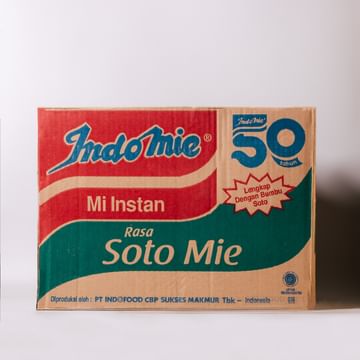 Indomie®
Indomie
50
tahun
Mi Instan
Lengkap
Dengan Bumbu
Soto
Rasa
Soto Mie
Diproduksi oleh : PT INDOFOOD CBP SUKSES MAKMUR Tbk – Indonesia